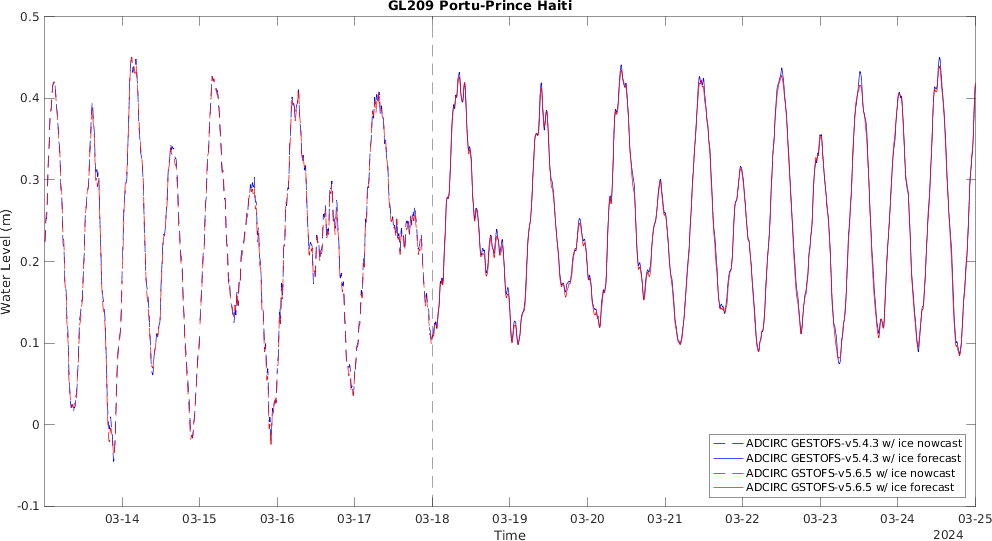 GL209 Portu-Prince Haiti
0.5
0.4
0.3
0.2
0.1
0
-0.1
Water Level (m)
03-14 03-15 03-16 03-17 03-18 03-19 03-20 03-21 03-22 03-23 03-24 03-25
Time
2024
ADCIRC GESTOFS-v5.4.3 w/ ice nowcast
ADCIRC GESTOFS-v5.4.3 w/ ice forecast
ADCIRC GSTOFS-v5.6.5 w/ ice nowcast
ADCIRC GSTOFS-v5.6.5 w/ ice forecast